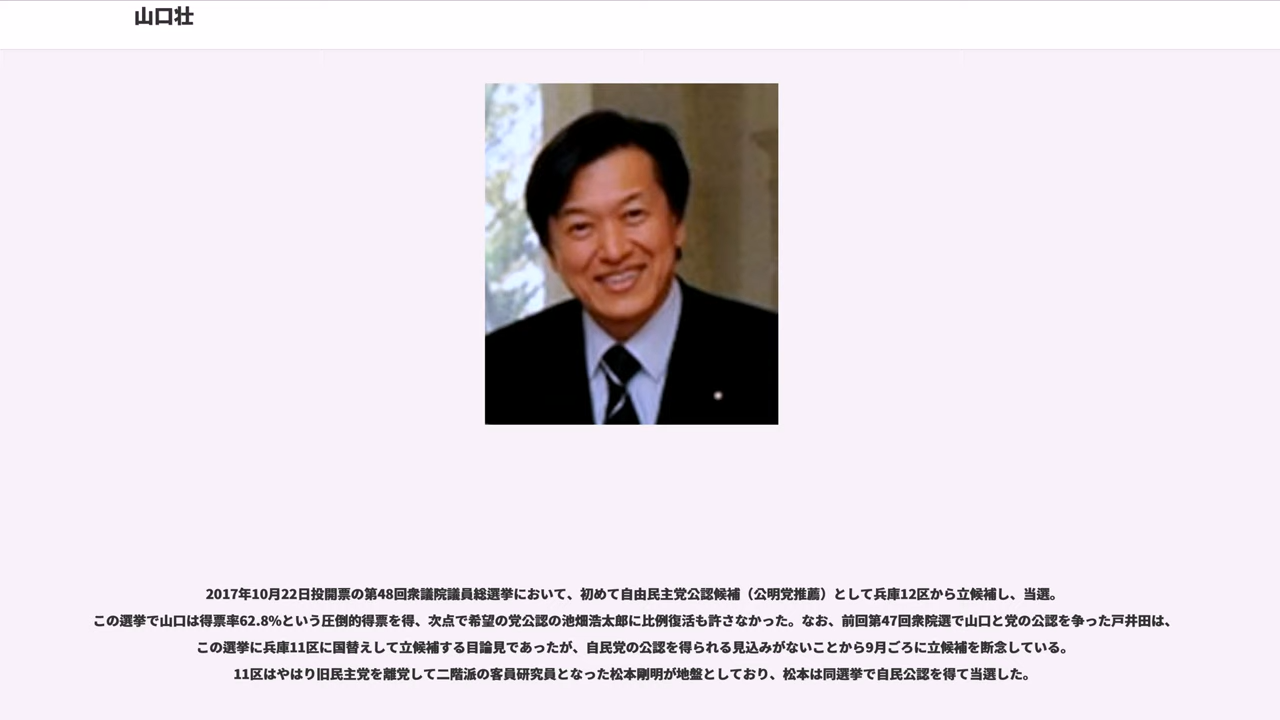 山口壮
2017年10月22日投開票の第48回衆議院議員総選挙において、初めて自由民主党公認候補（公明党推薦）として兵庫12区から立候補し、当選。
この選挙で山口は得票率62.8%という圧倒的得票を得、次点で希望の党公認の池畑浩太郎に比例復活も許さなかった。なお、前回第47回衆院選で山口と党の公認を争った戸井田は、
この選挙に兵庫11区に国替えして立候補する目論見であったが、自民党の公認を得られる見込みがないことから9月ごろに立候補を断念している。
11区はやはり旧民主党を離党して二階派の客員研究員となった松本剛明が地盤としており、松本は同選挙で自民公認を得て当選した。